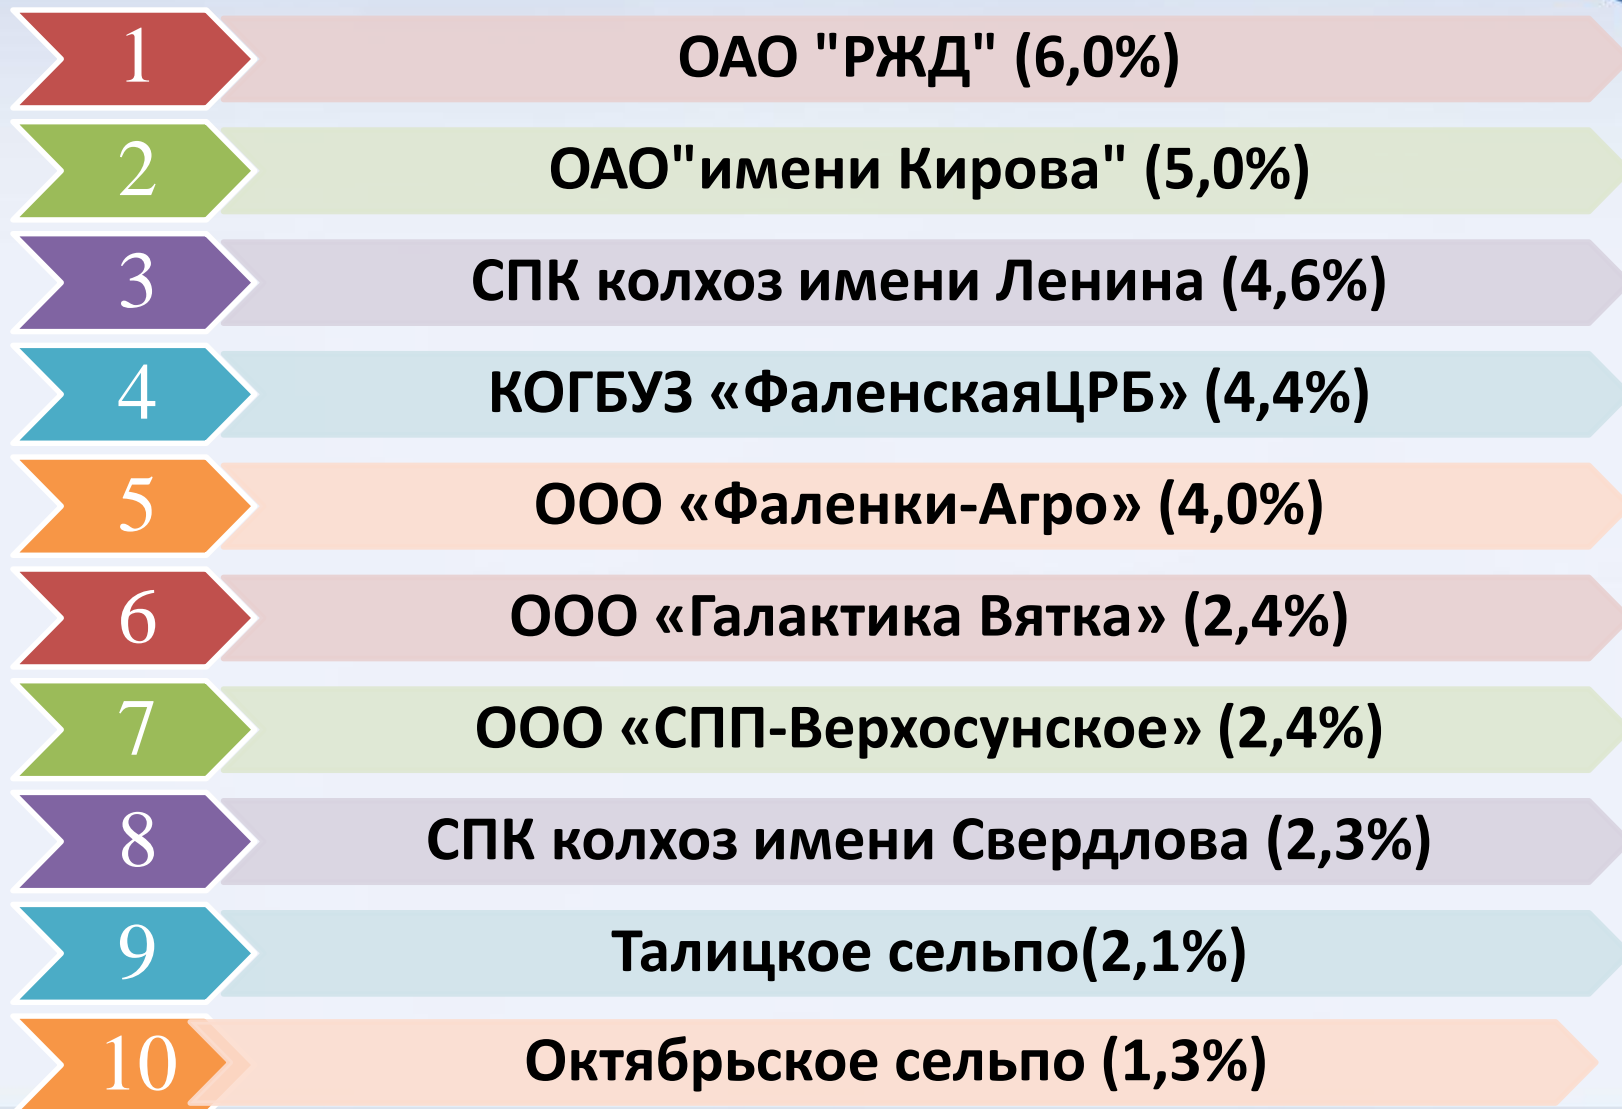 1 ОАО "РЖД" (6,0%)
2 ОАО"имени Кирова" (5,0%)
3 СПК колхоз имени Ленина (4,6%)
4 КОГБУЗ «ФаленскаяЦРБ» (4,4%)
5 ООО «Фаленки-Агро» (4,0%)
6 ООО «Галактика Вятка» (2,4%)
7 ООО «СПП-Верхосунское» (2,4%)
8 СПК колхоз имени Свердлова (2,3%)
9 Талицкое сельпо(2,1%)
10 Октябрьское сельпо (1,3%)